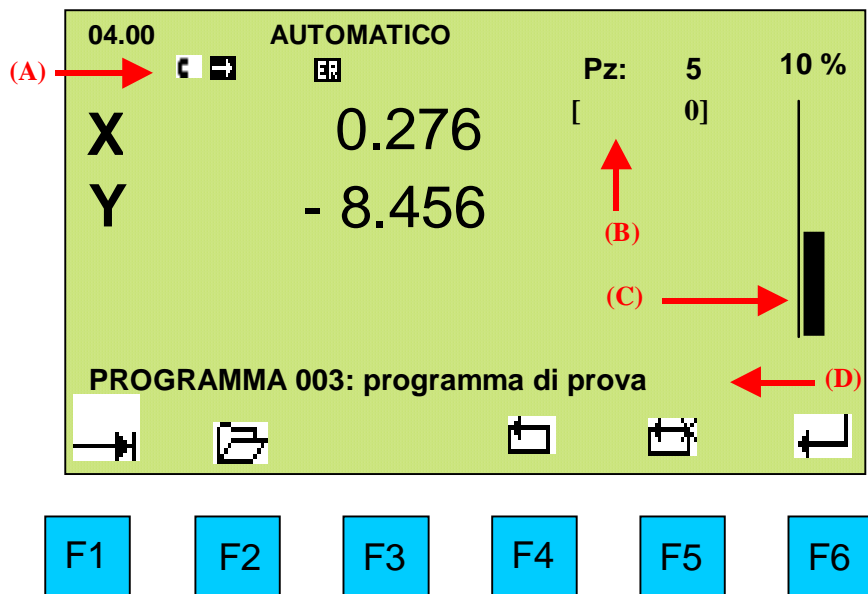 04.00 AUTOMATICO
(A) C ER Pz: 5 10 %
X 0.276 [ 0]
Y - 8.456
(B)
(C)
PROGRAMMA 003: programma di prova (D)
F1 F2 F3 F4 F5 F6